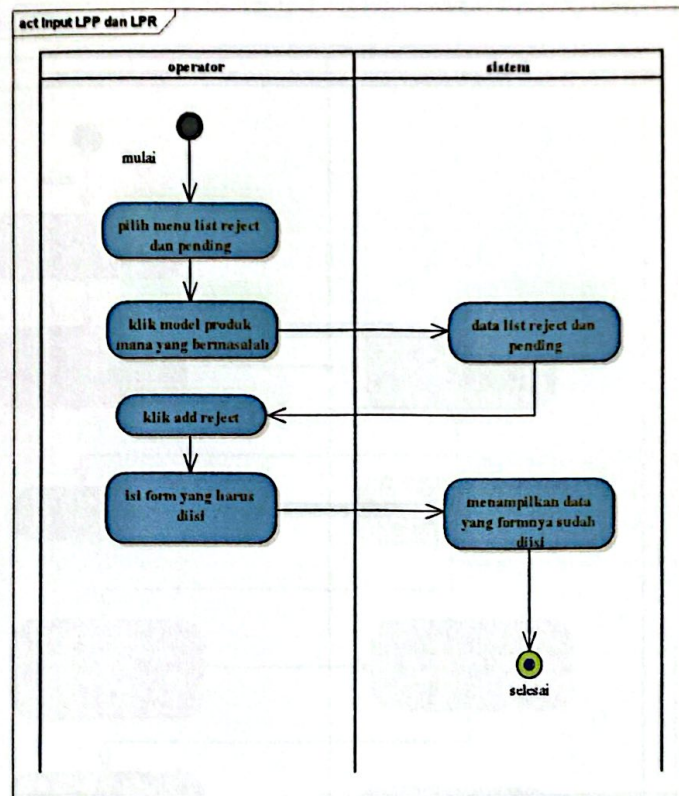 act Input LPP dan LPR
operator
sistem
mulai
pilih menu list reject
dan pending
klik model produk
mana yang bermasalah
data list reject dan
pending
klik add reject
isi form yang harus
diisi
menampilkan data
yang formnya sudah
diisi
selesai